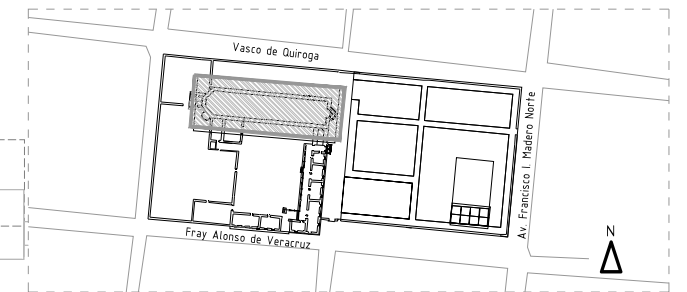 Vasco de Quiroga
Av. Francisco I. Madero Norte
Fray Alonso de Veracruz
N